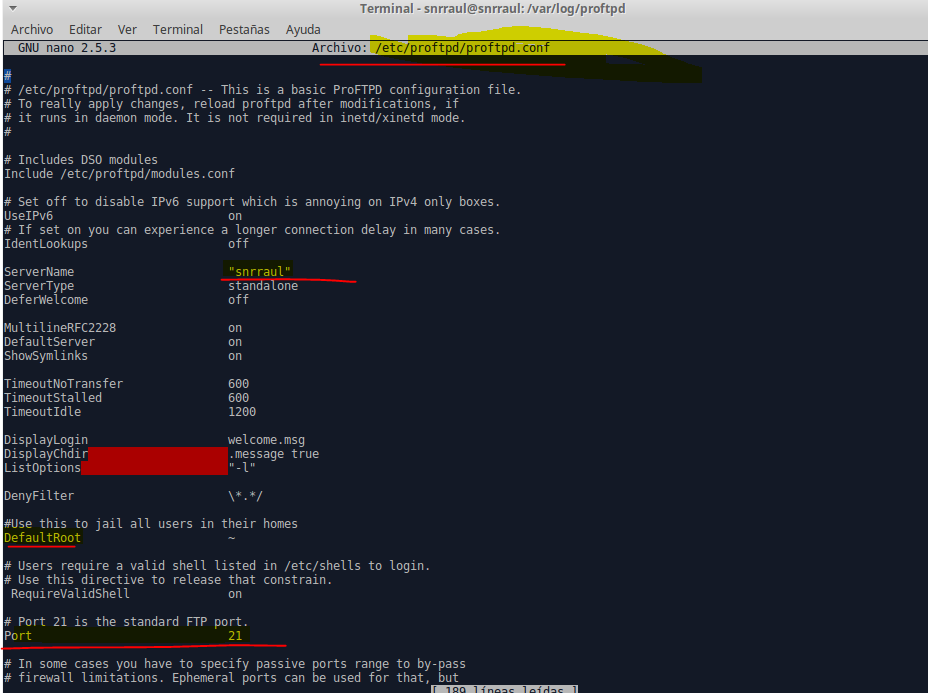 Terminal - snrraul@snrraul: /var/log/proftpd
Archivo Editar Ver Terminal Pestañas Ayuda
GNU nano 2.5.3 Archivo: /etc/proftpd/proftpd.conf
#
# /etc/proftpd/proftpd.conf -- This is a basic ProFTPD configuration file.
# To really apply changes, reload proftpd after modifications, if
# it runs in daemon mode. It is not required in inetd/xinetd mode.
#
# Includes DSO modules
Include /etc/proftpd/modules.conf
# Set off to disable IPv6 support which is annoying on IPv4 only boxes.
UseIPv6 on
# If set on you can experience a longer connection delay in many cases.
IdentLookups off
ServerName "snrraul"
ServerType standalone
DeferWelcome off
MultilineRFC2228 on
DefaultServer on
ShowSymlinks on
TimeoutNoTransfer 600
TimeoutStalled 600
TimeoutIdle 1200
DisplayLogin welcome.msg
DisplayChdir .message true
ListOptions "-l"
DenyFilter \*.*/
#Use this to jail all users in their homes
DefaultRoot ~
# Users require a valid shell listed in /etc/shells to login.
# Use this directive to release that constrain.
RequireValidShell on
# Port 21 is the standard FTP port.
Port 21
# In some cases you have to specify passive ports range to by-pass
# firewall limitations. Ephemeral ports can be used for that, but
[ 189 líneas leídas ]